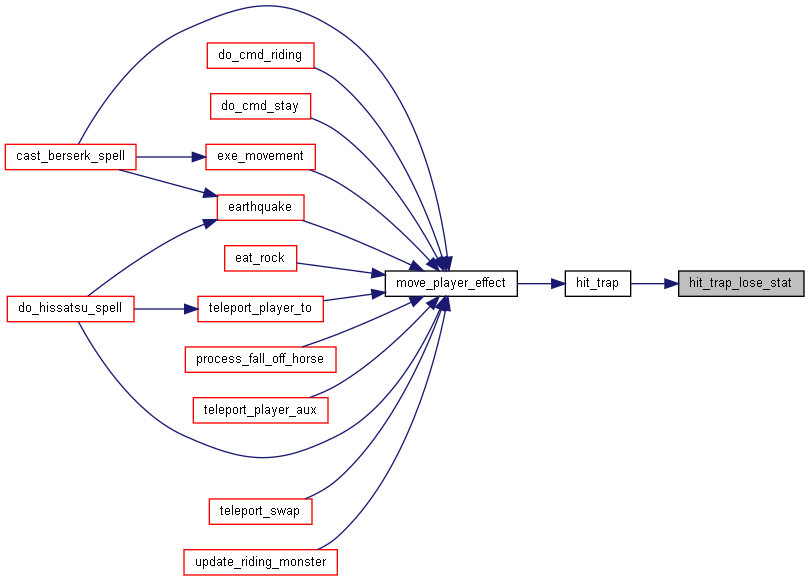 do_cmd_riding
do_cmd_stay
cast_berserk_spell
exe_movement
earthquake
eat_rock
move_player_effect
hit_trap
hit_trap_lose_stat
do_hissatsu_spell
teleport_player_to
process_fall_off_horse
teleport_player_aux
teleport_swap
update_riding_monster